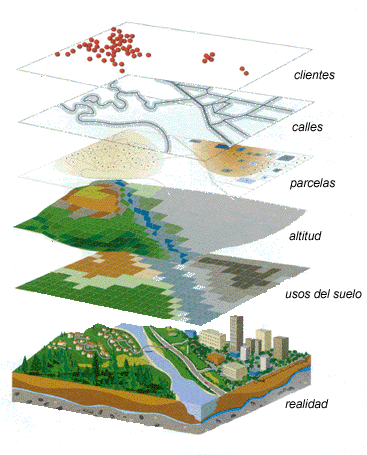 clientes
calles
parcelas
altitud
usos del suelo
realidad